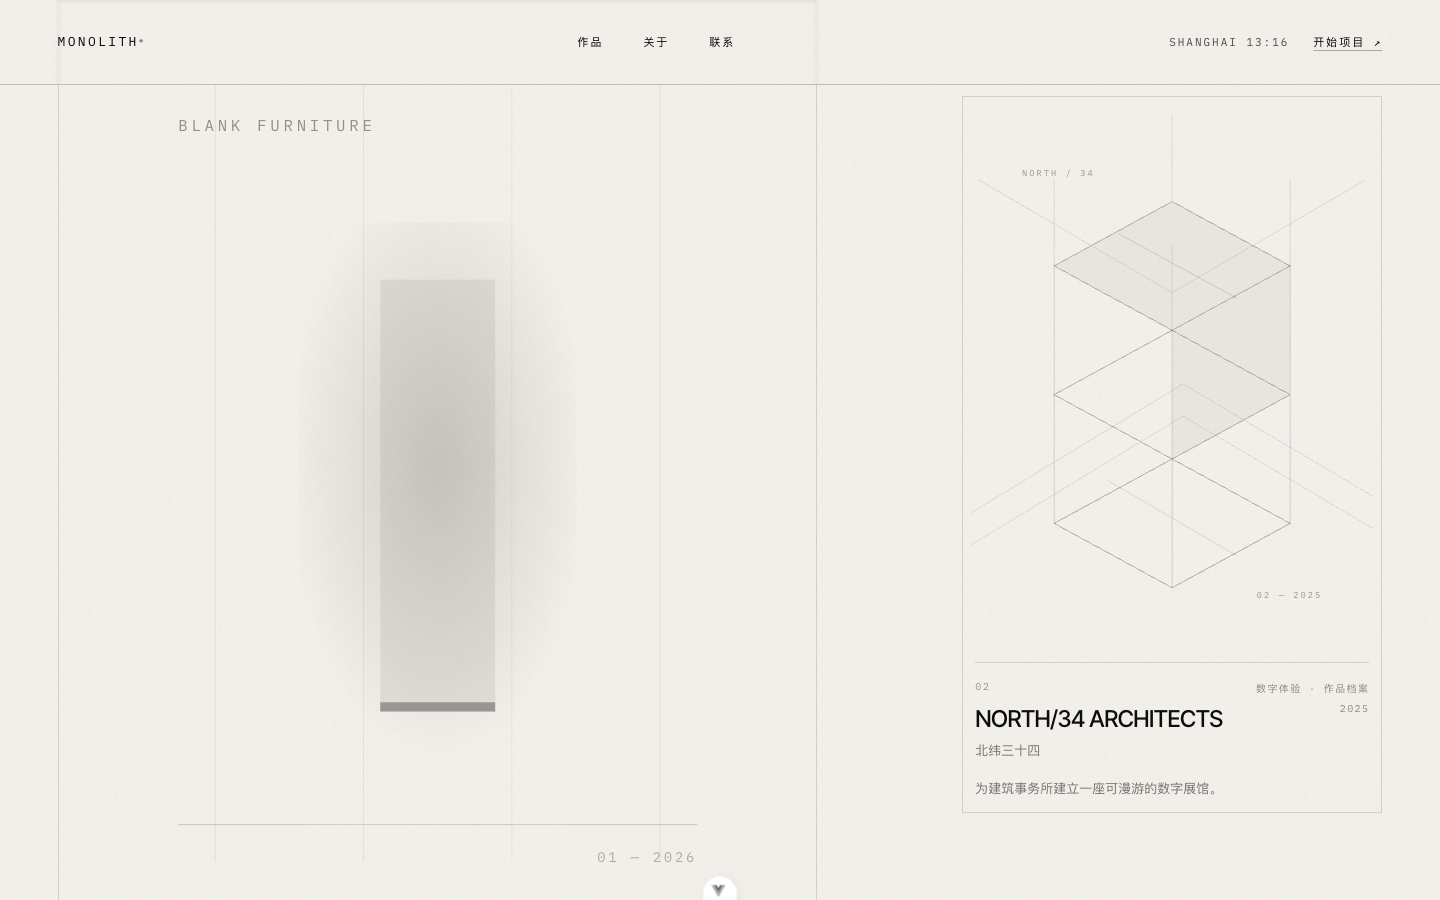 MONOLITH®
作品
关于
联系
SHANGHAI 13:16
开始项目 ↗
BLANK FURNITURE
01 — 2026
NORTH / 34
02 — 2025
02
数字体验 · 作品档案
2025
NORTH/34 ARCHITECTS
北纬三十四
为建筑事务所建立一座可漫游的数字展馆。